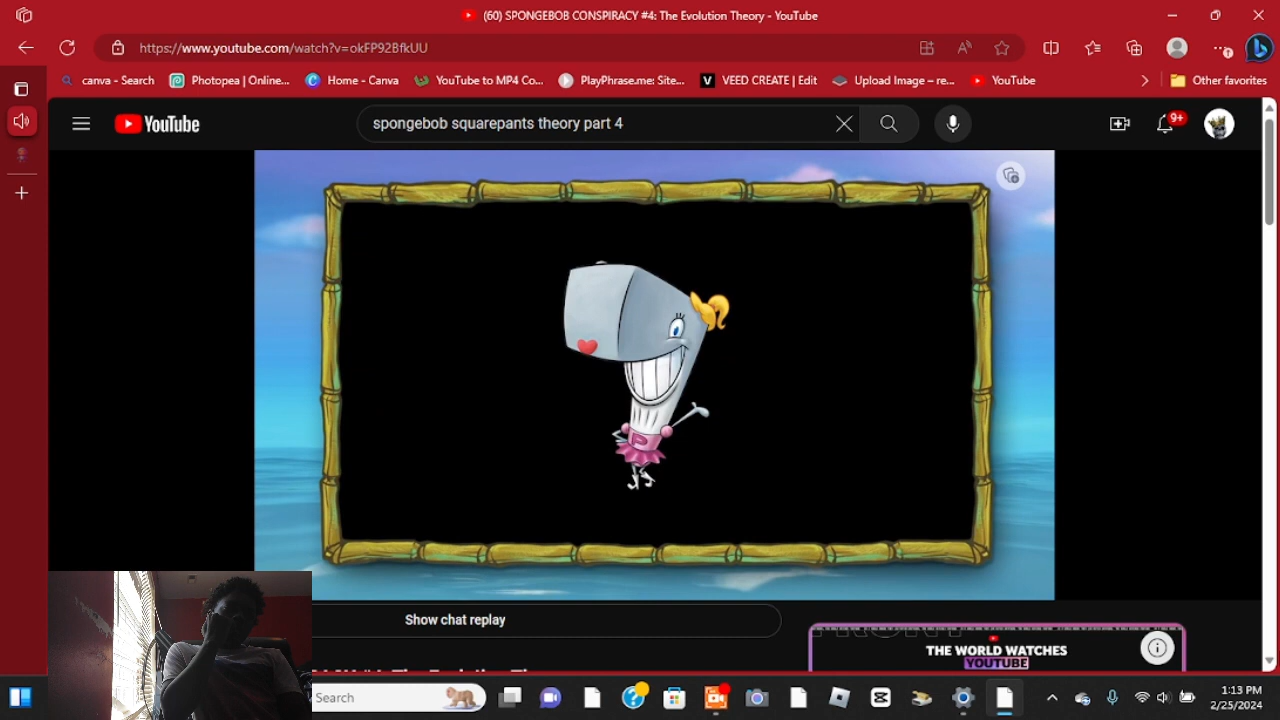 (60) SPONGEBOB CONSPIRACY #4: The Evolution Theory - YouTube
https://www.youtube.com/watch?v=okFP92BfkUU
canva - Search
Photopea | Online...
Home - Canva
YouTube to MP4 Co...
PlayPhrase.me: Site...
VEED CREATE | Edit
Upload Image – re...
YouTube
Other favorites
YouTube
spongebob squarepants theory part 4
9+
P
Show chat replay
THE WORLD WATCHES
YOUTUBE
Search
1:13 PM
2/25/2024